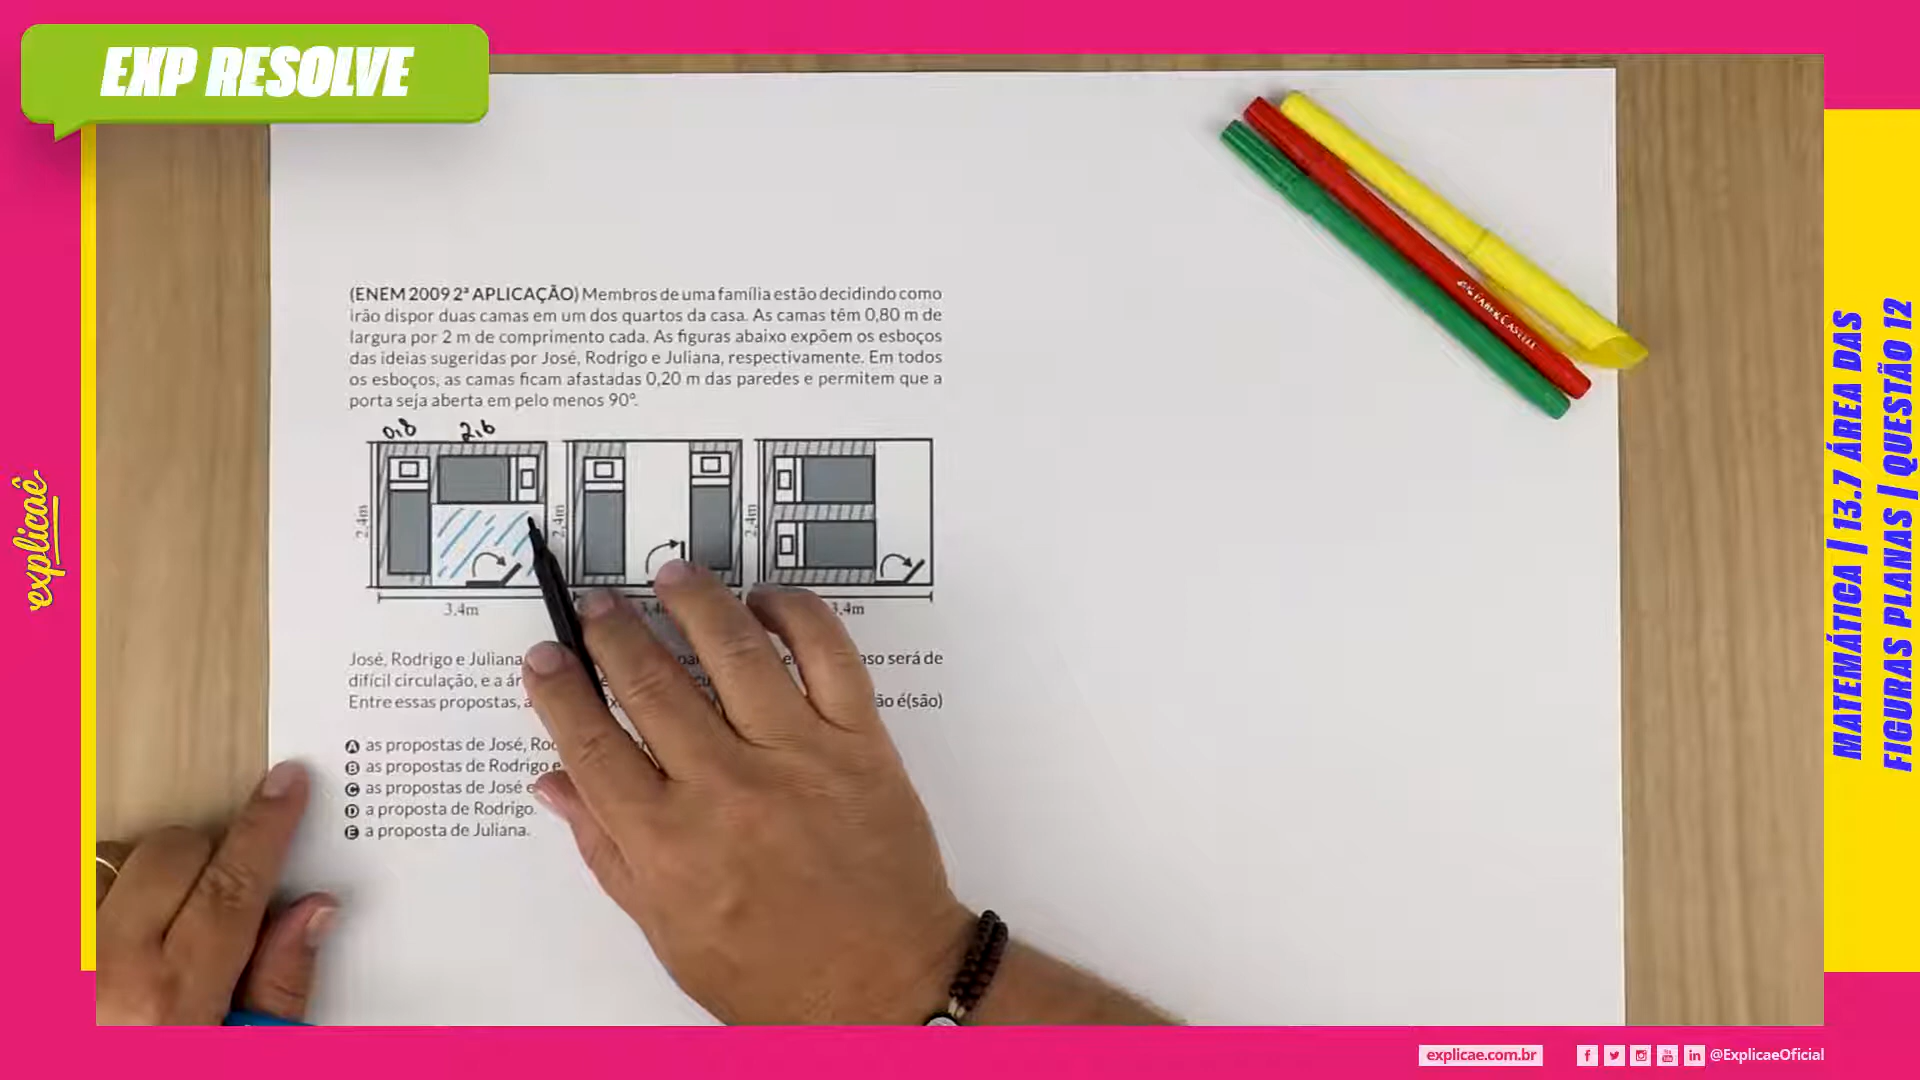 EXP RESOLVE
explicaê
(ENEM 2009 2ª APLICAÇÃO) Membros de uma família estão decidindo como
irão dispor duas camas em um dos quartos da casa. As camas têm 0,80 m de
largura por 2 m de comprimento cada. As figuras abaixo expõem os esboços
das ideias sugeridas por José, Rodrigo e Juliana, respectivamente. Em todos
os esboços, as camas ficam afastadas 0,20 m das paredes e permitem que a
porta seja aberta em pelo menos 90°.
0,8 2,6
2,4m 2,4m 2,4m
3,4m 3,4m
José, Rodrigo e Juliana aso será de
difícil circulação, e a
Entre essas propostas, é(são)
A as propostas de José,
B as propostas de Rodrigo e
C as propostas de José e
D a proposta de Rodrigo.
E a proposta de Juliana.
FABER-CASTELL
MATEMÁTICA | 13.7 ÁREA DAS
FIGURAS PLANAS | QUESTÃO 12
explicae.com.br
@ExplicaeOficial